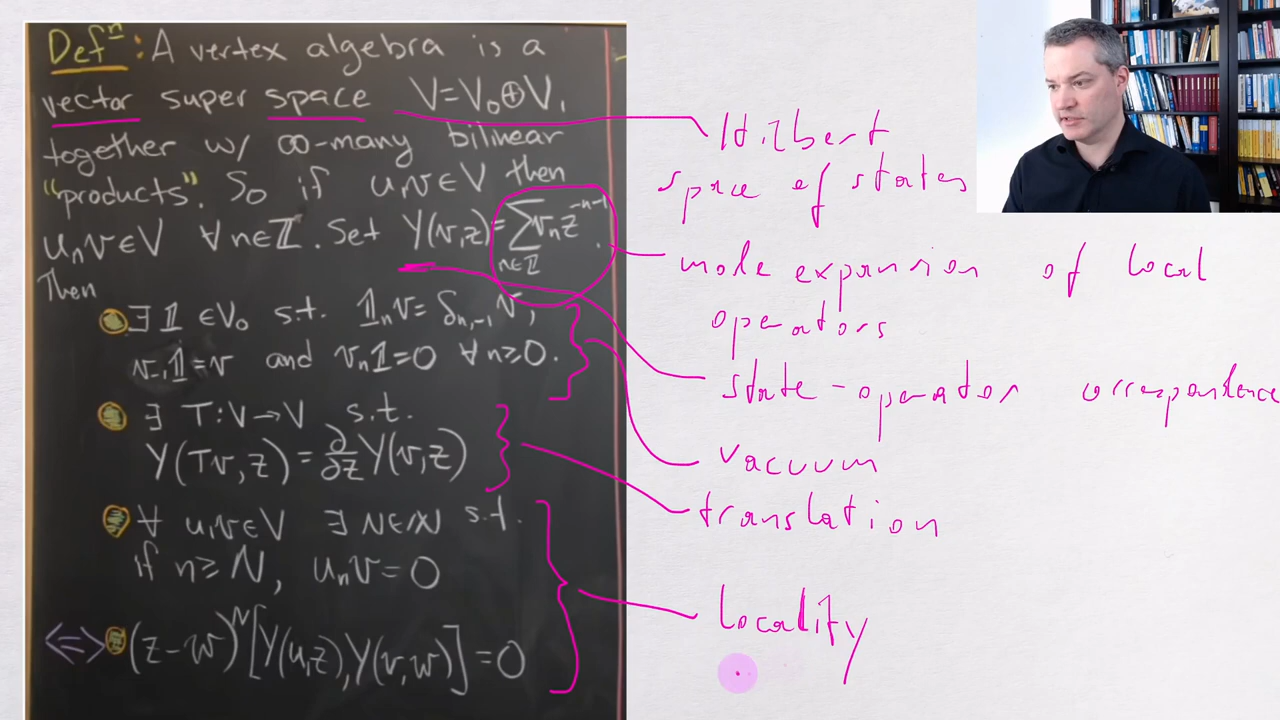 Defⁿ: A vertex algebra is a
vector super space V=V₀⊕V₁
together w/ ∞-many bilinear
"products". So if u,v∈V then
uₙv∈V ∀n∈ℤ. Set Y(v,z)=∑_{n∈ℤ} vₙz^{-n-1}.
Then
∃ 𝟙 ∈V₀ s.t. 𝟙ₙv=δ_{n,-1}v,
v₋₁𝟙=v and vₙ𝟙=0 ∀n≥0.
∃ T:V→V s.t.
Y(Tv,z)=∂/∂z Y(v,z)
∀ u,v∈V ∃ N∈ℕ s.t.
if n≥N, uₙv=0
<=> (z-w)^N[Y(u,z),Y(v,w)]=0
Hilbert
space of states
mode expansion of local
operators
state-operator correspondence
vacuum
translation
locality